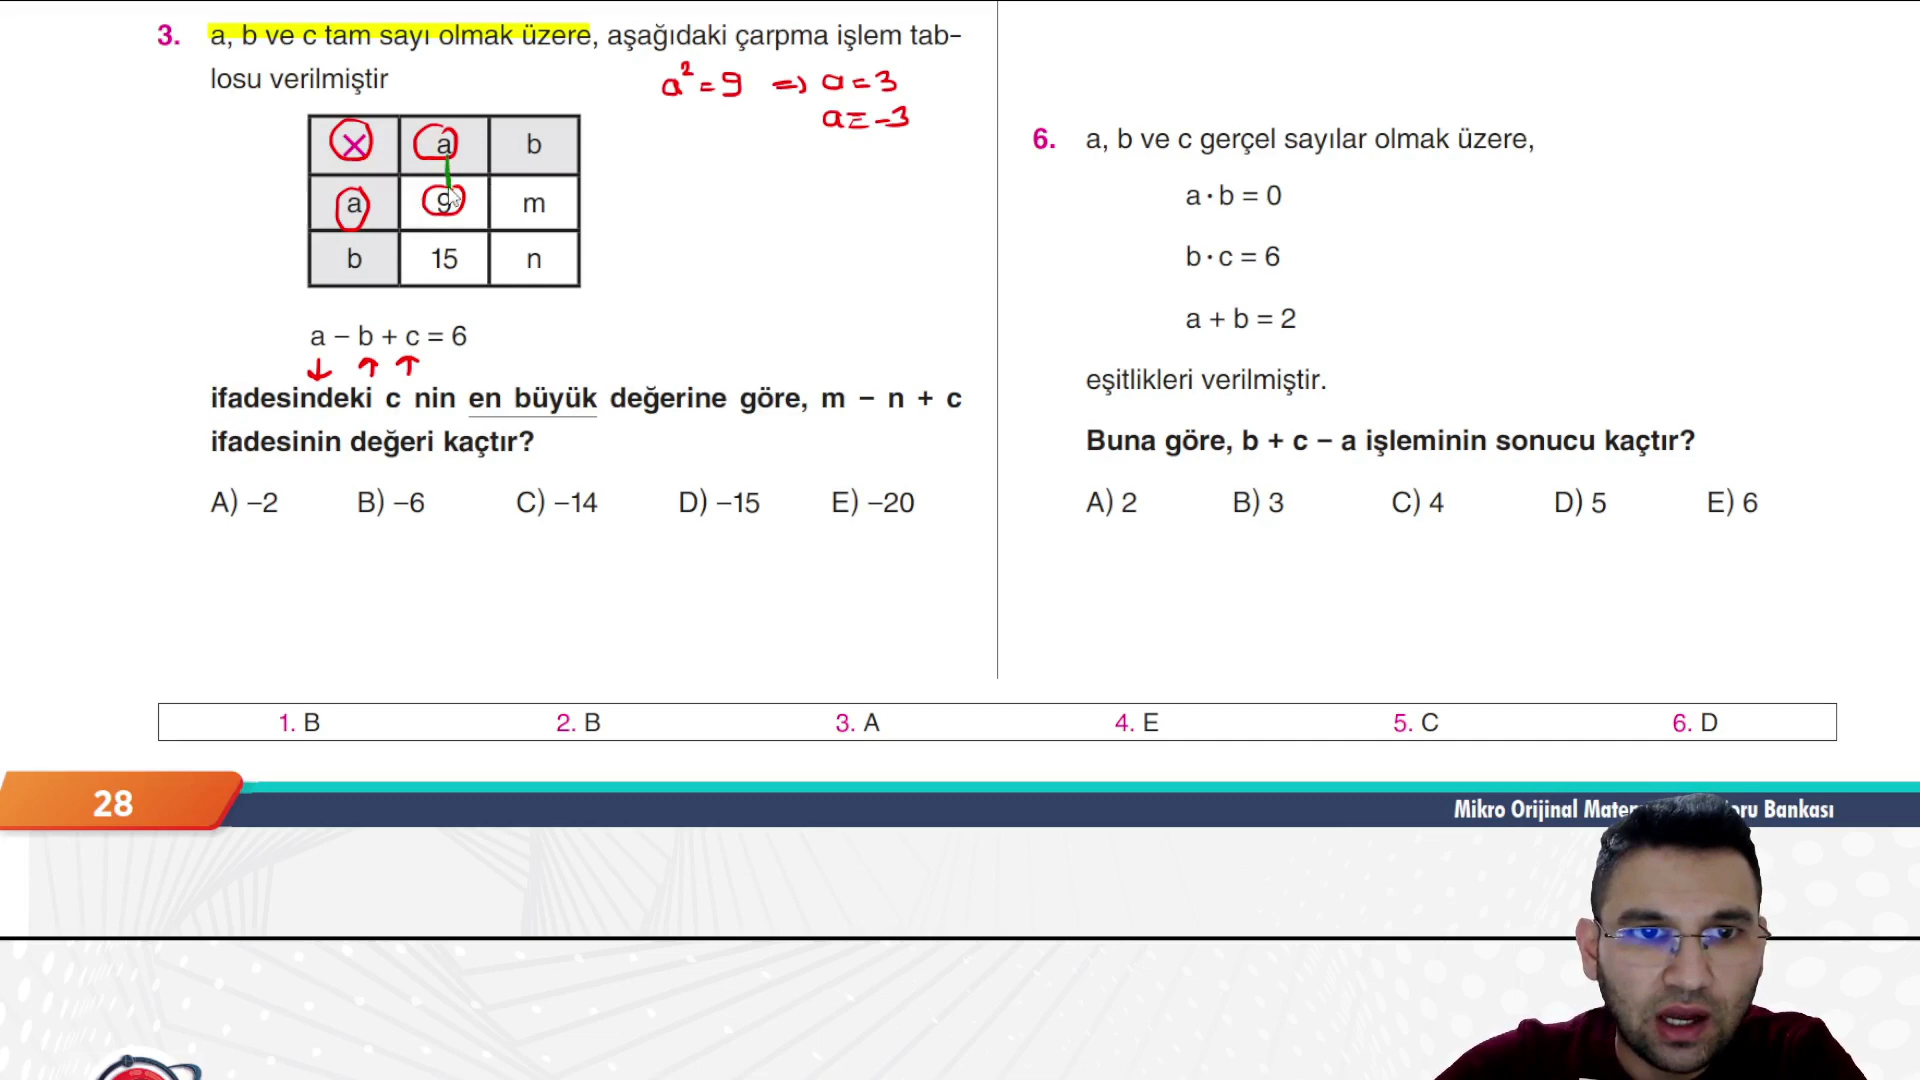 3. a, b ve c tam sayı olmak üzere, aşağıdaki çarpma işlem tab-
losu verilmiştir
a² = 9 ⇒ a = 3
a = -3
× a b
a 9 m
b 15 n
a − b + c = 6
ifadesindeki c nin en büyük değerine göre, m − n + c
ifadesinin değeri kaçtır?
A) −2 B) −6 C) −14 D) −15 E) −20
6. a, b ve c gerçel sayılar olmak üzere,
a · b = 0
b · c = 6
a + b = 2
eşitlikleri verilmiştir.
Buna göre, b + c − a işleminin sonucu kaçtır?
A) 2 B) 3 C) 4 D) 5 E) 6
1. B 2. B 3. A 4. E 5. C 6. D
28
Mikro Orijinal Bankası